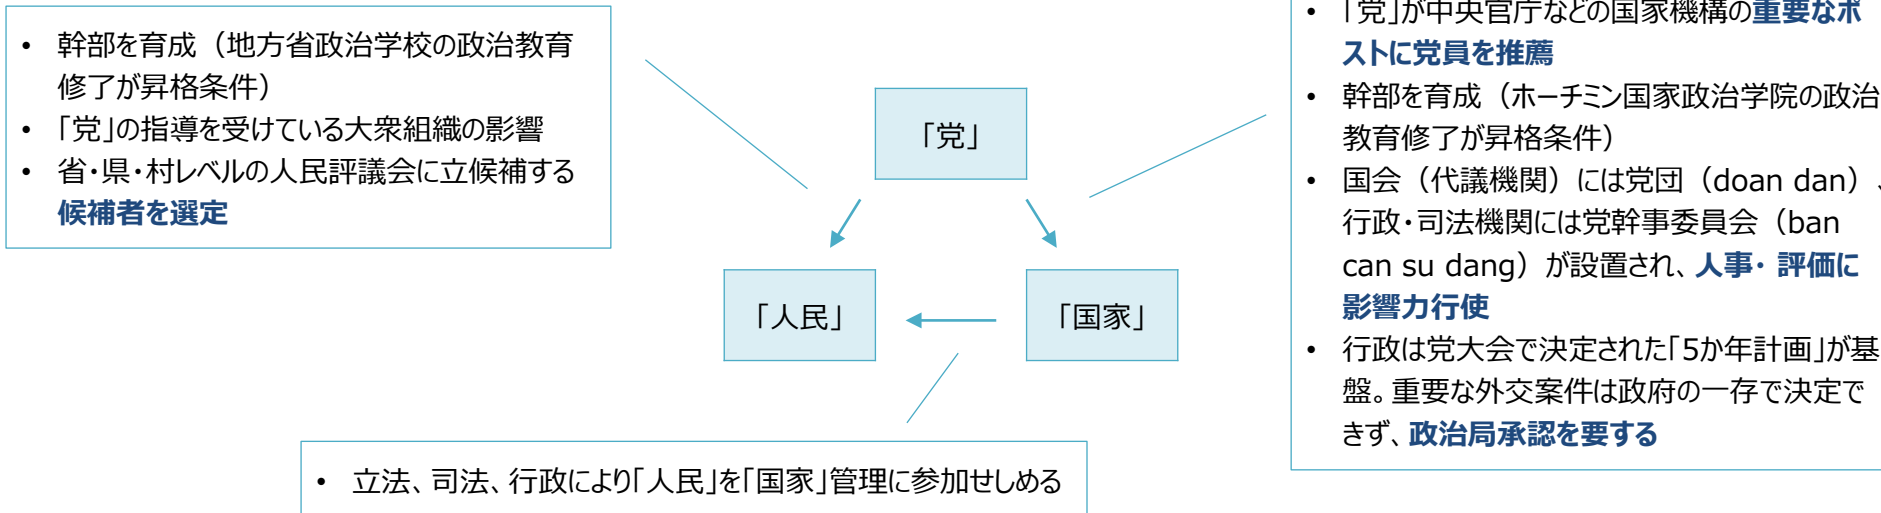 • 幹部を育成（地方省政治学校の政治教育
修了が昇格条件）
• 「党」の指導を受けている大衆組織の影響
• 省・県・村レベルの人民評議会に立候補する
候補者を選定
「党」
「人民」
「国家」
• 「党」が中央官庁などの国家機構の重要なポ
ストに党員を推薦
• 幹部を育成（ホーチミン国家政治学院の政治
教育修了が昇格条件）
• 国会（代議機関）には党団（doan dan）、
行政・司法機関には党幹事委員会（ban
can su dang）が設置され、人事・ 評価に
影響力行使
• 行政は党大会で決定された「5か年計画」が基
盤。重要な外交案件は政府の一存で決定で
きず、政治局承認を要する
• 立法、司法、行政により「人民」を「国家」管理に参加せしめる